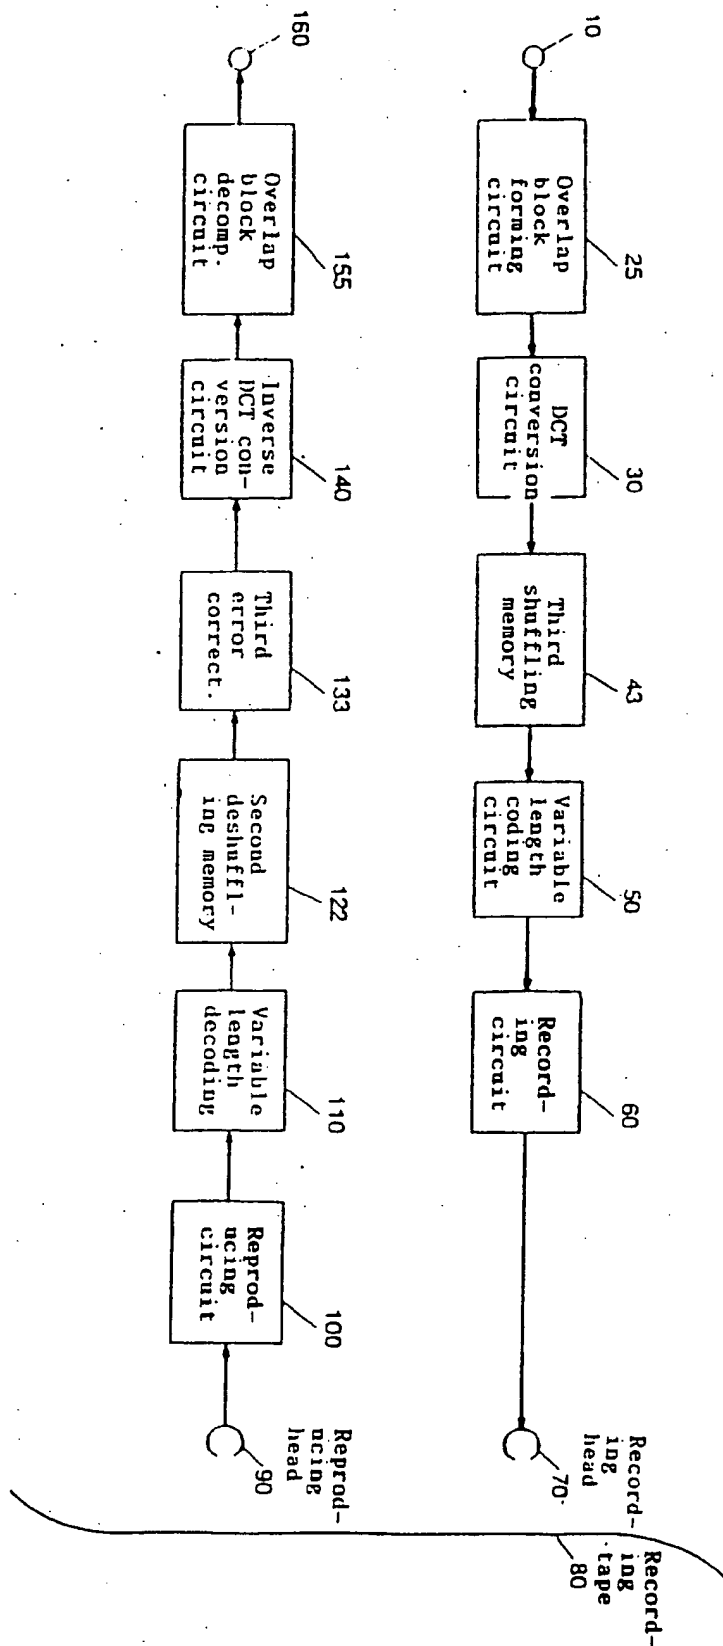 10
Overlap
block
forming
circuit
25
DCT
conversion
circuit
30
Third
shuffling
memory
43
Variable
length
coding
circuit
50
Record-
ing
circuit
60
Record-
ing
head
70
Record-
ing
tape
80
160
Overlap
block
decomp.
circuit
155
Inverse
DCT con-
version
circuit
140
Third
error
correct.
133
Second
deshuffl-
ing memory
122
Variable
length
decoding
110
Reprod-
ucing
circuit
100
Reprod-
ucing
head
90